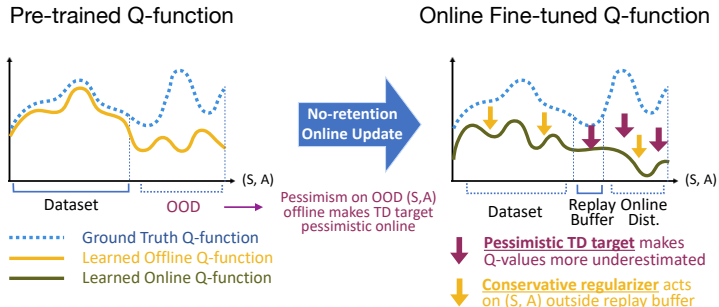 Pre-trained Q-function
Online Fine-tuned Q-function
No-retention
Online Update
(S, A)
(S, A)
Dataset
OOD
Pessimism on OOD (S,A)
offline makes TD target
pessimistic online
Dataset
Replay
Buffer
Online
Dist.
Ground Truth Q-function
Learned Offline Q-function
Learned Online Q-function
Pessimistic TD target makes
Q-values more underestimated
Conservative regularizer acts
on (S, A) outside replay buffer